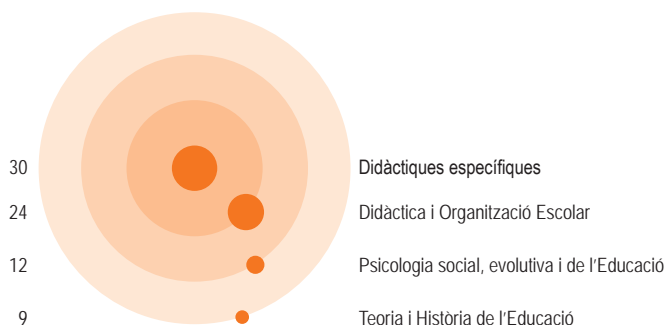 30 Didàctiques específiques
24 Didàctica i Organització Escolar
12 Psicologia social, evolutiva i de l’Educació
9 Teoria i Història de l’Educació